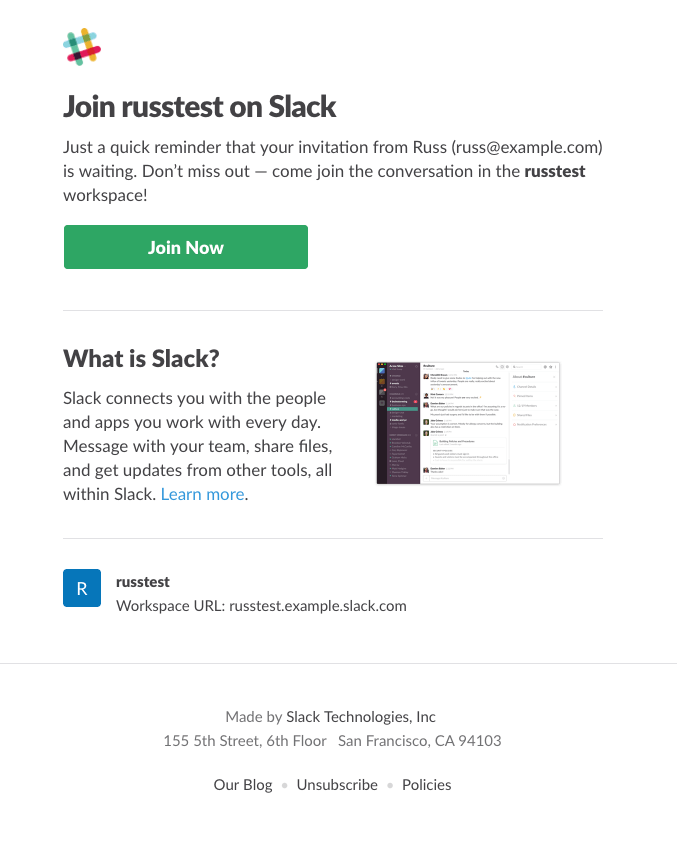 Join russtest on Slack
Just a quick reminder that your invitation from Russ (russ@example.com)
is waiting. Don’t miss out — come join the conversation in the russtest
workspace!
Join Now
What is Slack?
Slack connects you with the people
and apps you work with every day.
Message with your team, share files,
and get updates from other tools, all
within Slack. Learn more.
R
russtest
Workspace URL: russtest.example.slack.com
Made by Slack Technologies, Inc
155 5th Street, 6th Floor San Francisco, CA 94103
Our Blog • Unsubscribe • Policies